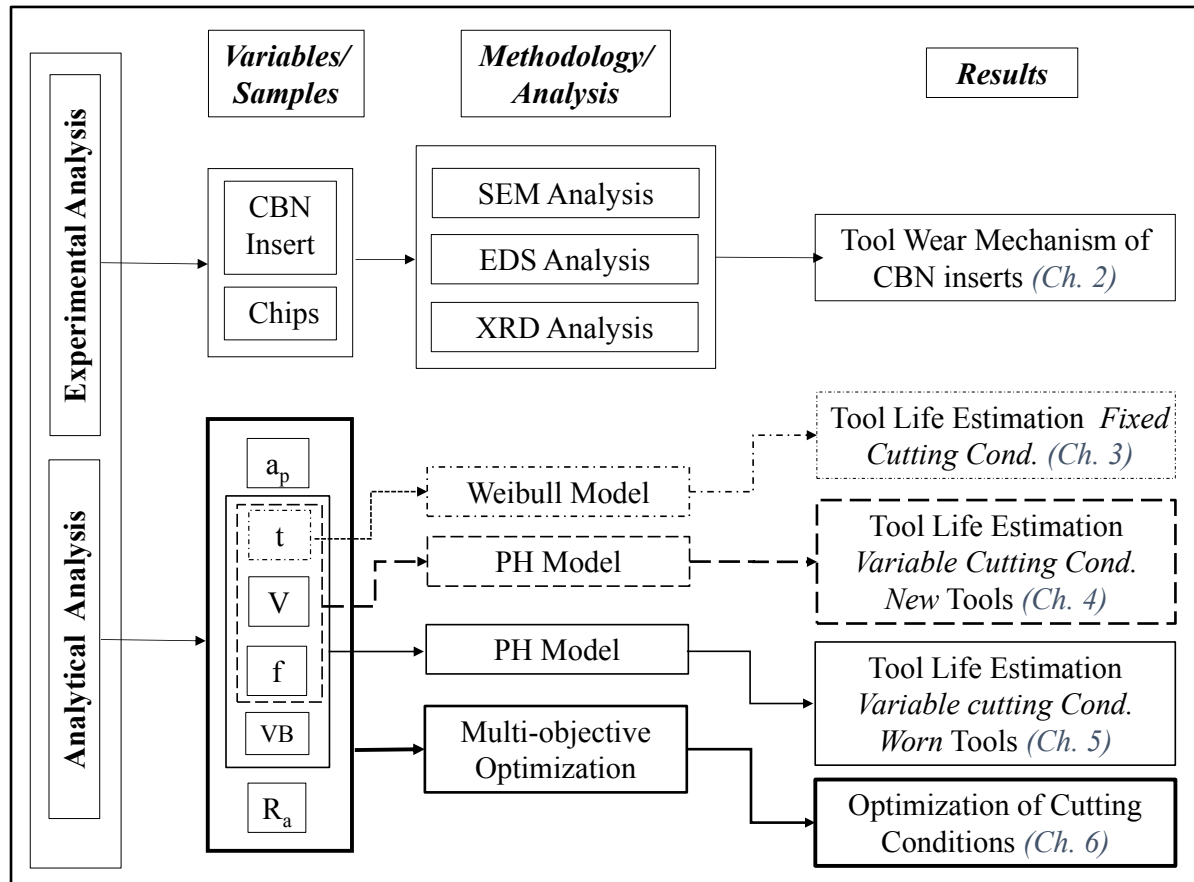 Variables/
Samples
Methodology/
Analysis
Results
Experimental Analysis
CBN
Insert
Chips
SEM Analysis
EDS Analysis
XRD Analysis
Tool Wear Mechanism of
CBN inserts (Ch. 2)
Analytical Analysis
ap
t
V
f
VB
Ra
Weibull Model
PH Model
PH Model
Multi-objective
Optimization
Tool Life Estimation Fixed
Cutting Cond. (Ch. 3)
Tool Life Estimation
Variable Cutting Cond.
New Tools (Ch. 4)
Tool Life Estimation
Variable cutting Cond.
Worn Tools (Ch. 5)
Optimization of Cutting
Conditions (Ch. 6)